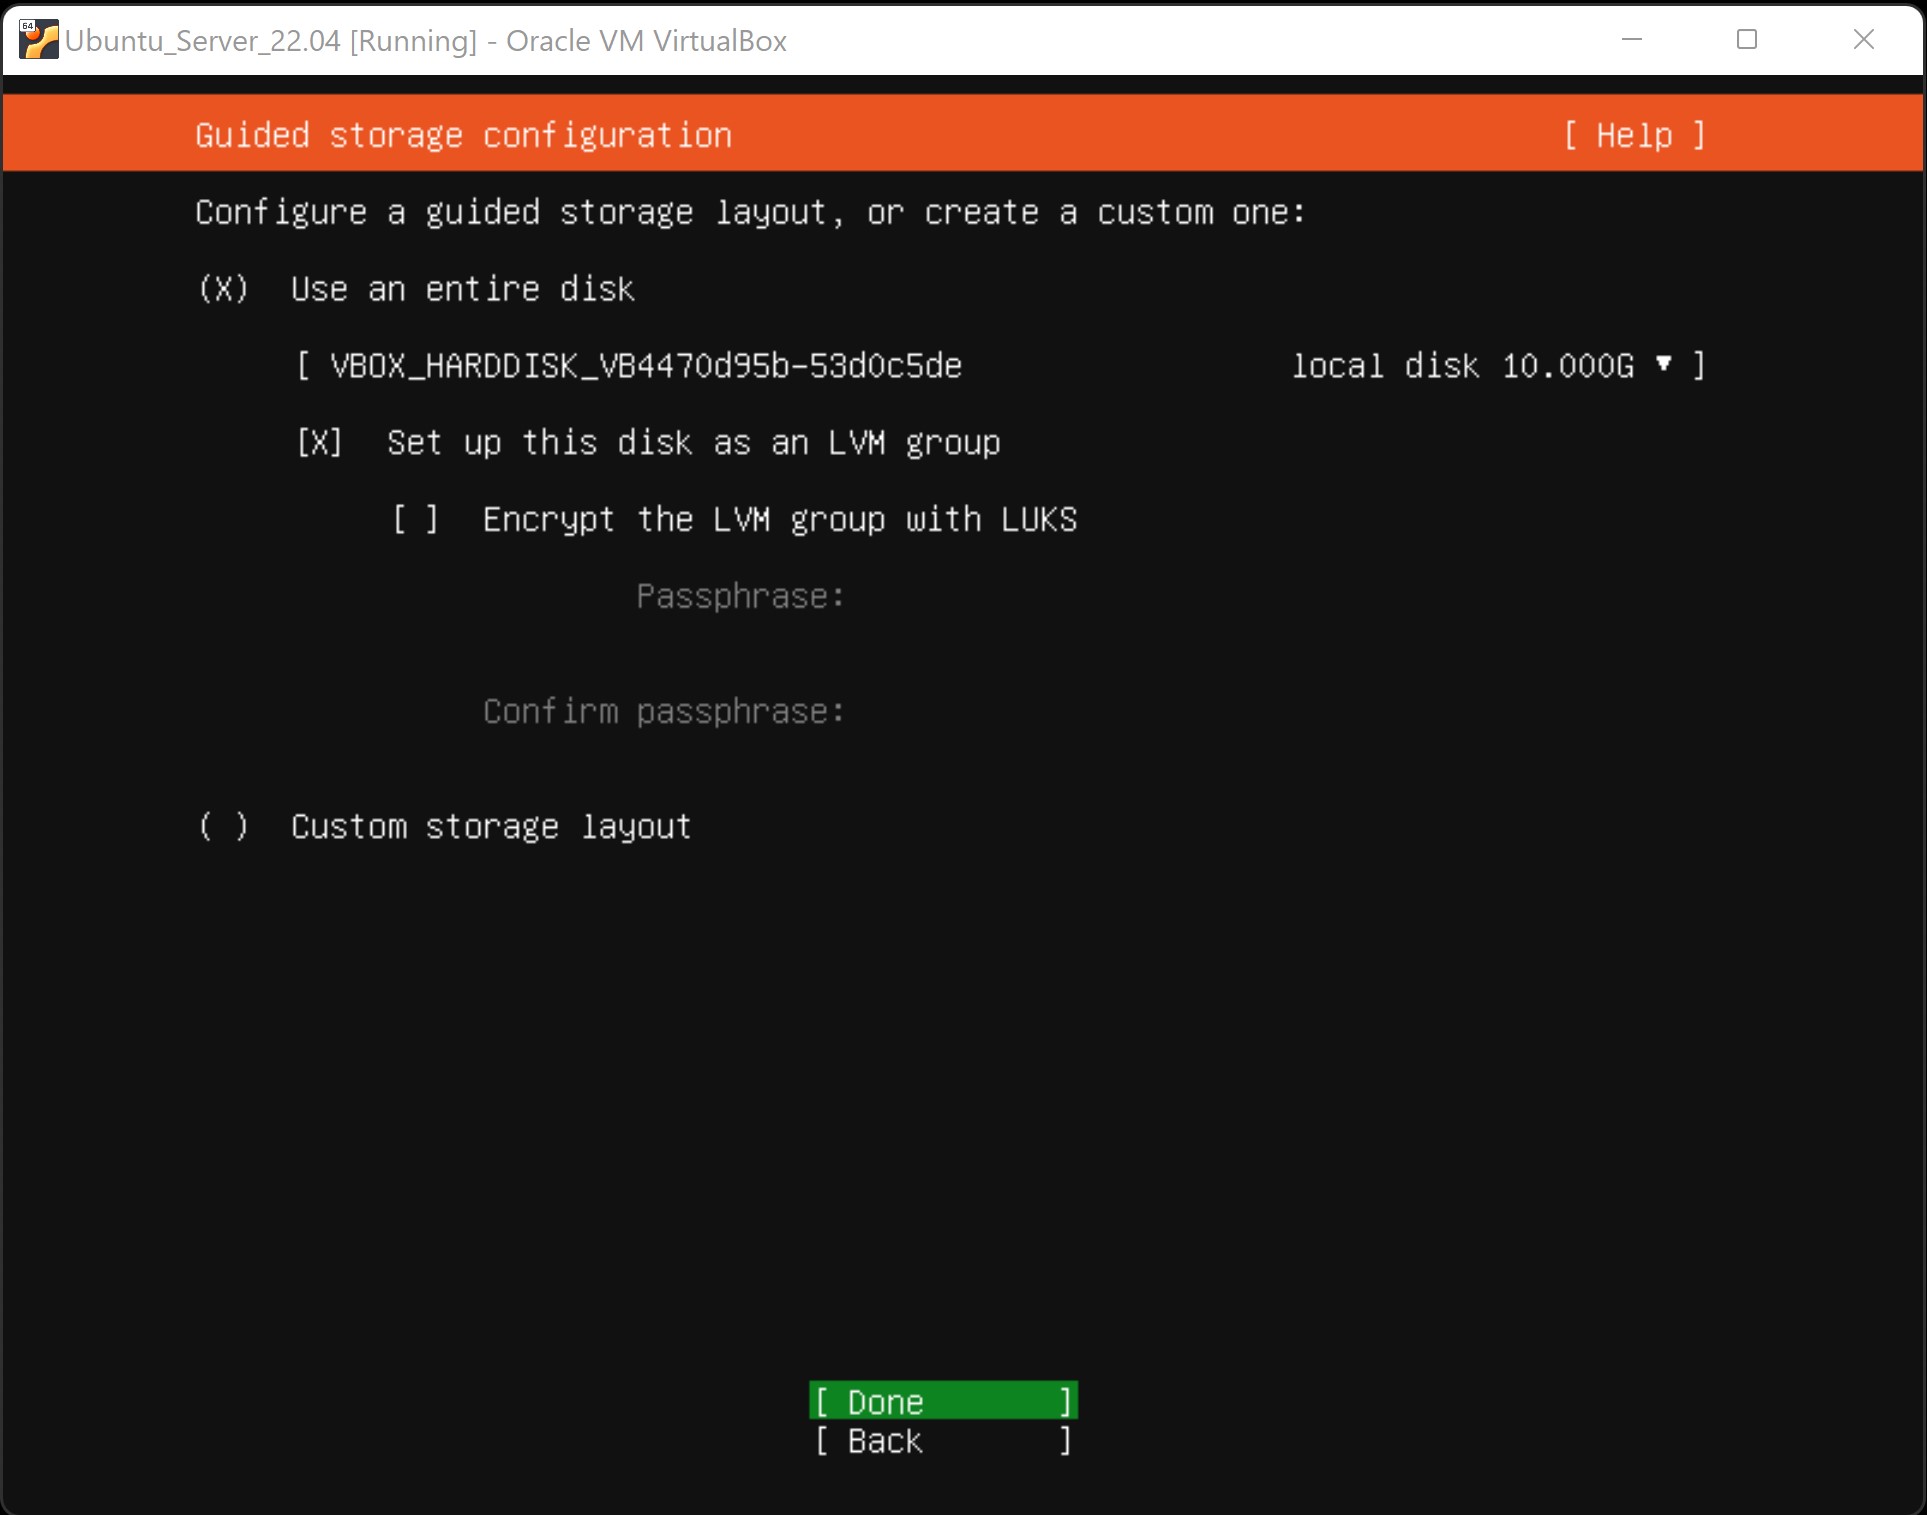 64
Ubuntu_Server_22.04 [Running] - Oracle VM VirtualBox
Guided storage configuration [ Help ]
Configure a guided storage layout, or create a custom one:
(X) Use an entire disk
[ VBOX_HARDDISK_VB4470d95b-53d0c5de local disk 10.000G ▾ ]
[X] Set up this disk as an LVM group
[ ] Encrypt the LVM group with LUKS
Passphrase:
Confirm passphrase:
( ) Custom storage layout
[ Done ]
[ Back ]